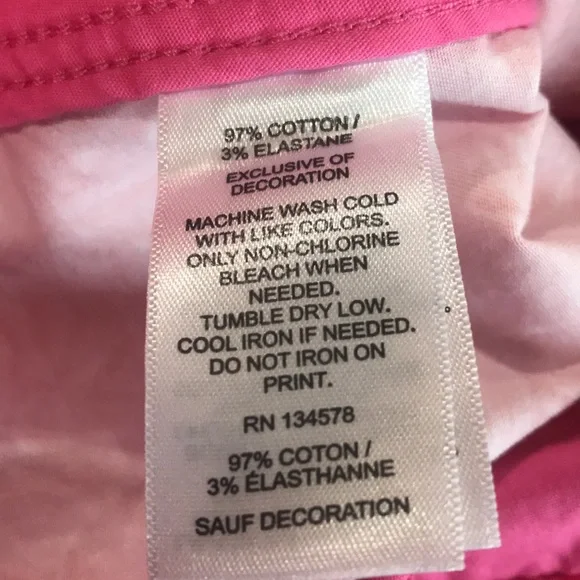 97% COTTON /
3% ELASTANE
EXCLUSIVE OF
DECORATION
MACHINE WASH COLD
WITH LIKE COLORS.
ONLY NON-CHLORINE
BLEACH WHEN
NEEDED.
TUMBLE DRY LOW.
COOL IRON IF NEEDED.
DO NOT IRON ON
PRINT.
RN 134578
97% COTON /
3% ÉLASTHANNE
SAUF DECORATION